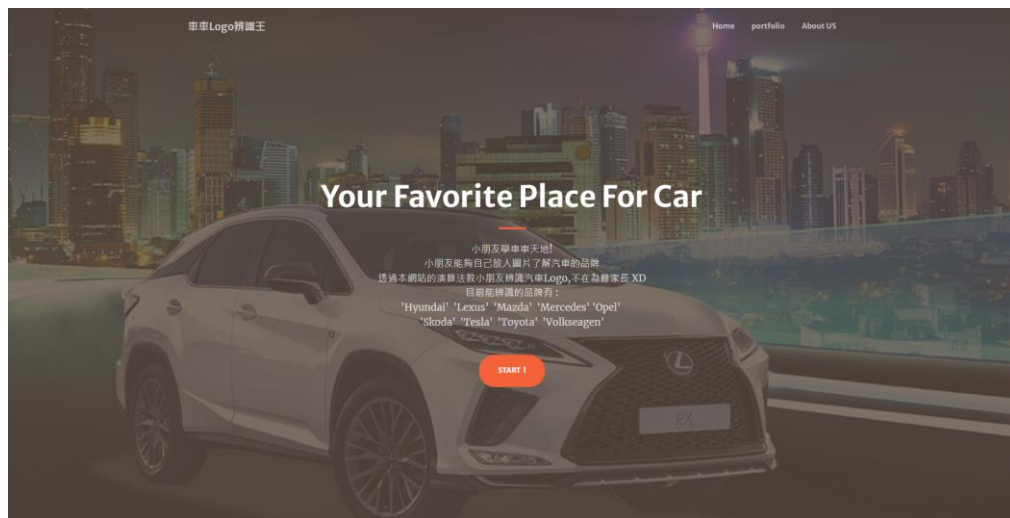 車車Logo辨識王
Home portfolio About US
Your Favorite Place For Car
小朋友學車車天地!
小朋友能夠自己放入圖片了解汽車的品牌
透過本網站的演算法教小朋友辨識汽車Logo,不在為難家長 XD
目前能辨識的品牌有 :
'Hyundai' 'Lexus' 'Mazda' 'Mercedes' 'Opel'
'Skoda' 'Tesla' 'Toyota' 'Volkseagen'
START !
RX